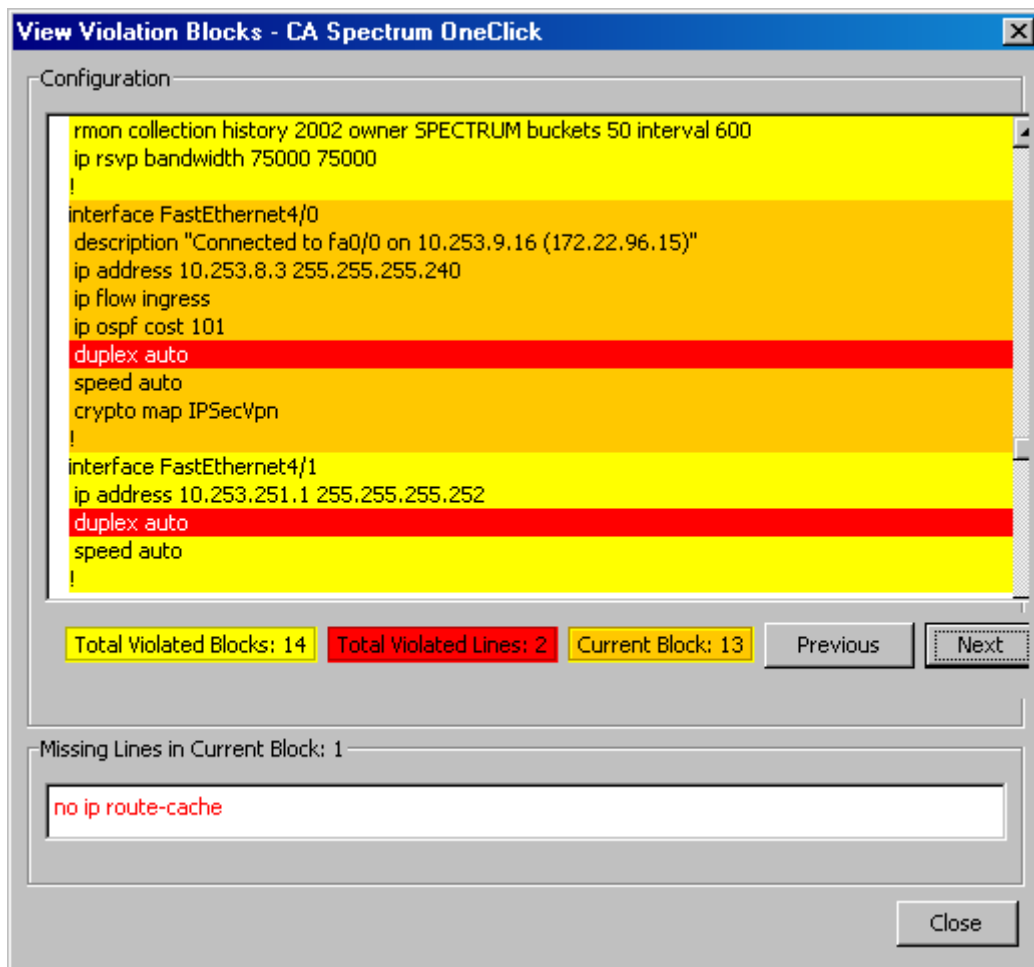 View Violation Blocks - CA Spectrum OneClick
Configuration
rmon collection history 2002 owner SPECTRUM buckets 50 interval 600
ip rsvp bandwidth 75000 75000
!
interface FastEthernet4/0
description "Connected to fa0/0 on 10.253.9.16 (172.22.96.15)"
ip address 10.253.8.3 255.255.255.240
ip flow ingress
ip ospf cost 101
duplex auto
speed auto
crypto map IPSecVpn
!
interface FastEthernet4/1
ip address 10.253.251.1 255.255.255.252
duplex auto
speed auto
!
Total Violated Blocks: 14 Total Violated Lines: 2 Current Block: 13 Previous Next
Missing Lines in Current Block: 1
no ip route-cache
Close